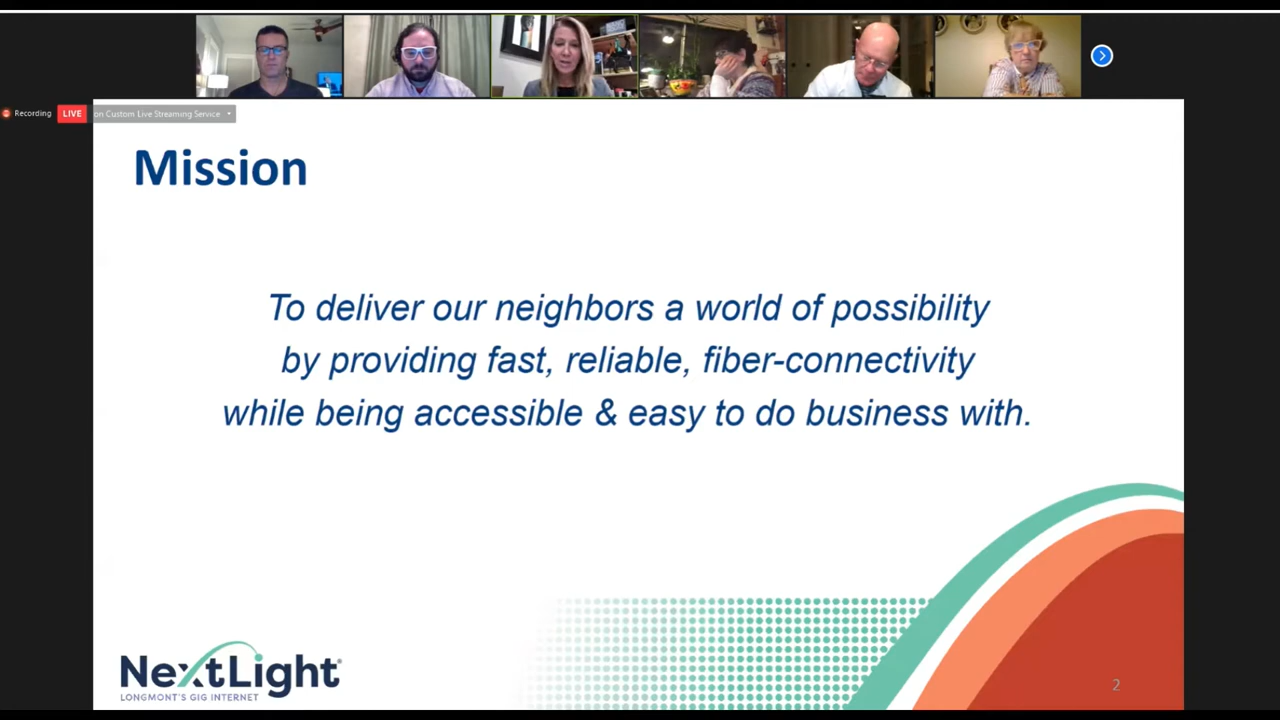 Recording
LIVE
on Custom Live Streaming Service
Mission
To deliver our neighbors a world of possibility
by providing fast, reliable, fiber-connectivity
while being accessible & easy to do business with.
NextLight®
LONGMONT'S GIG INTERNET
2